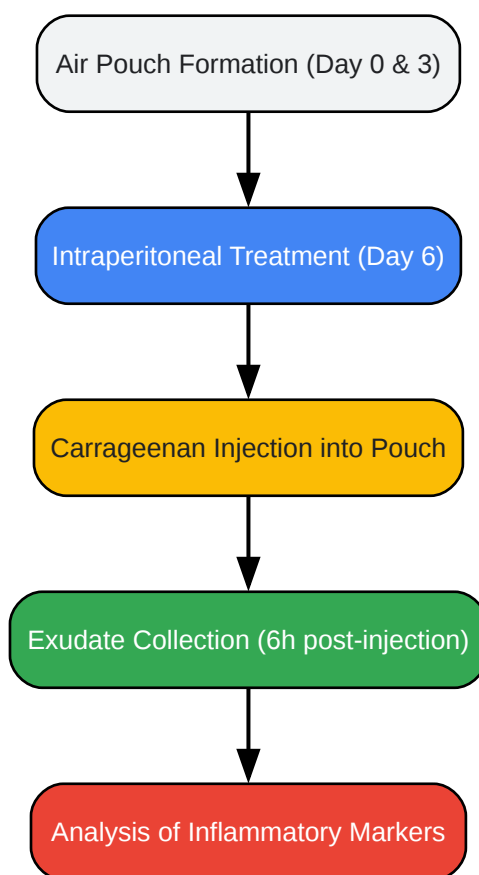 Air Pouch Formation (Day 0 & 3)
Intraperitoneal Treatment (Day 6)
Carrageenan Injection into Pouch
Exudate Collection (6h post-injection)
Analysis of Inflammatory Markers